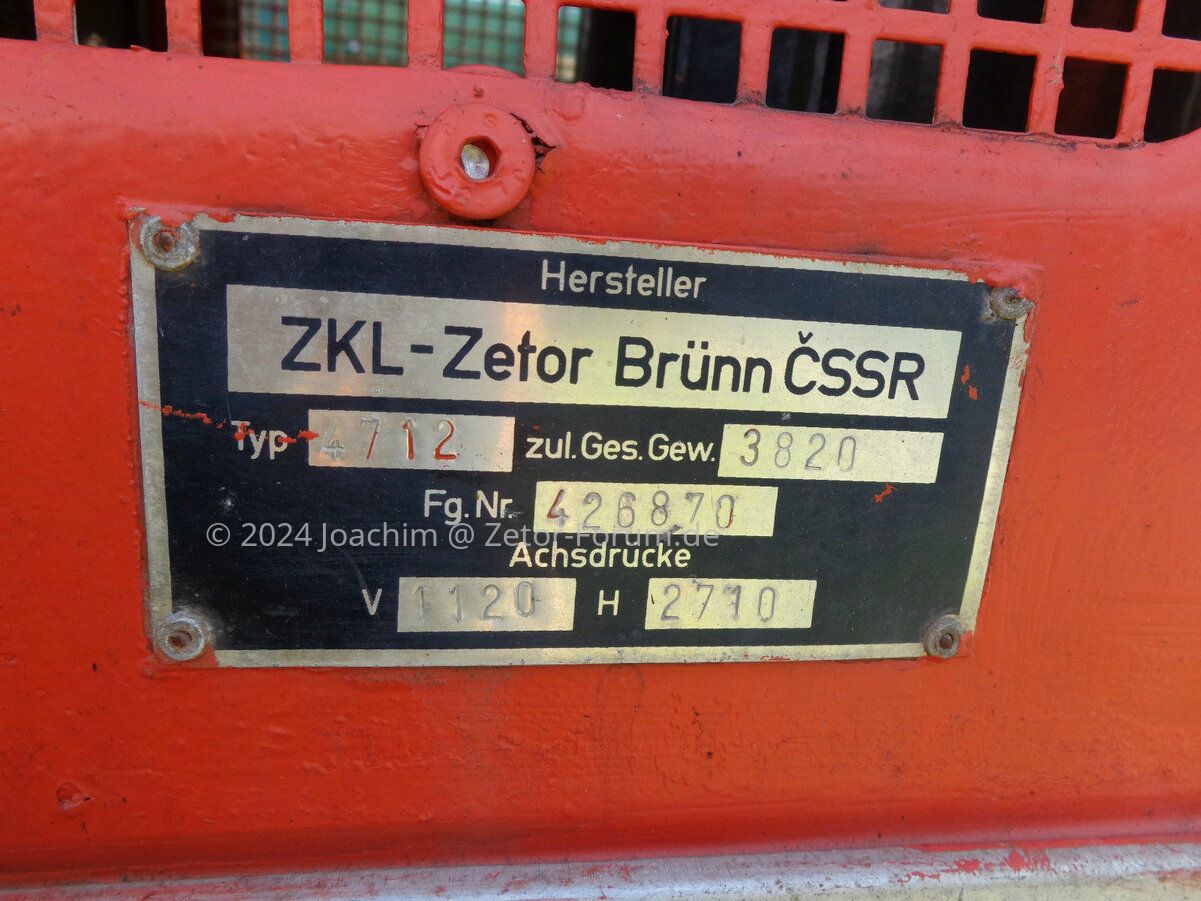 Hersteller
ZKL-Zetor Brünn ČSSR
Typ 4712 zul.Ges.Gew. 3820
Fg.Nr. 426870
© 2024 Joachim @ Zetor-Forum.de
Achsdrücke
V 1120 H 2710